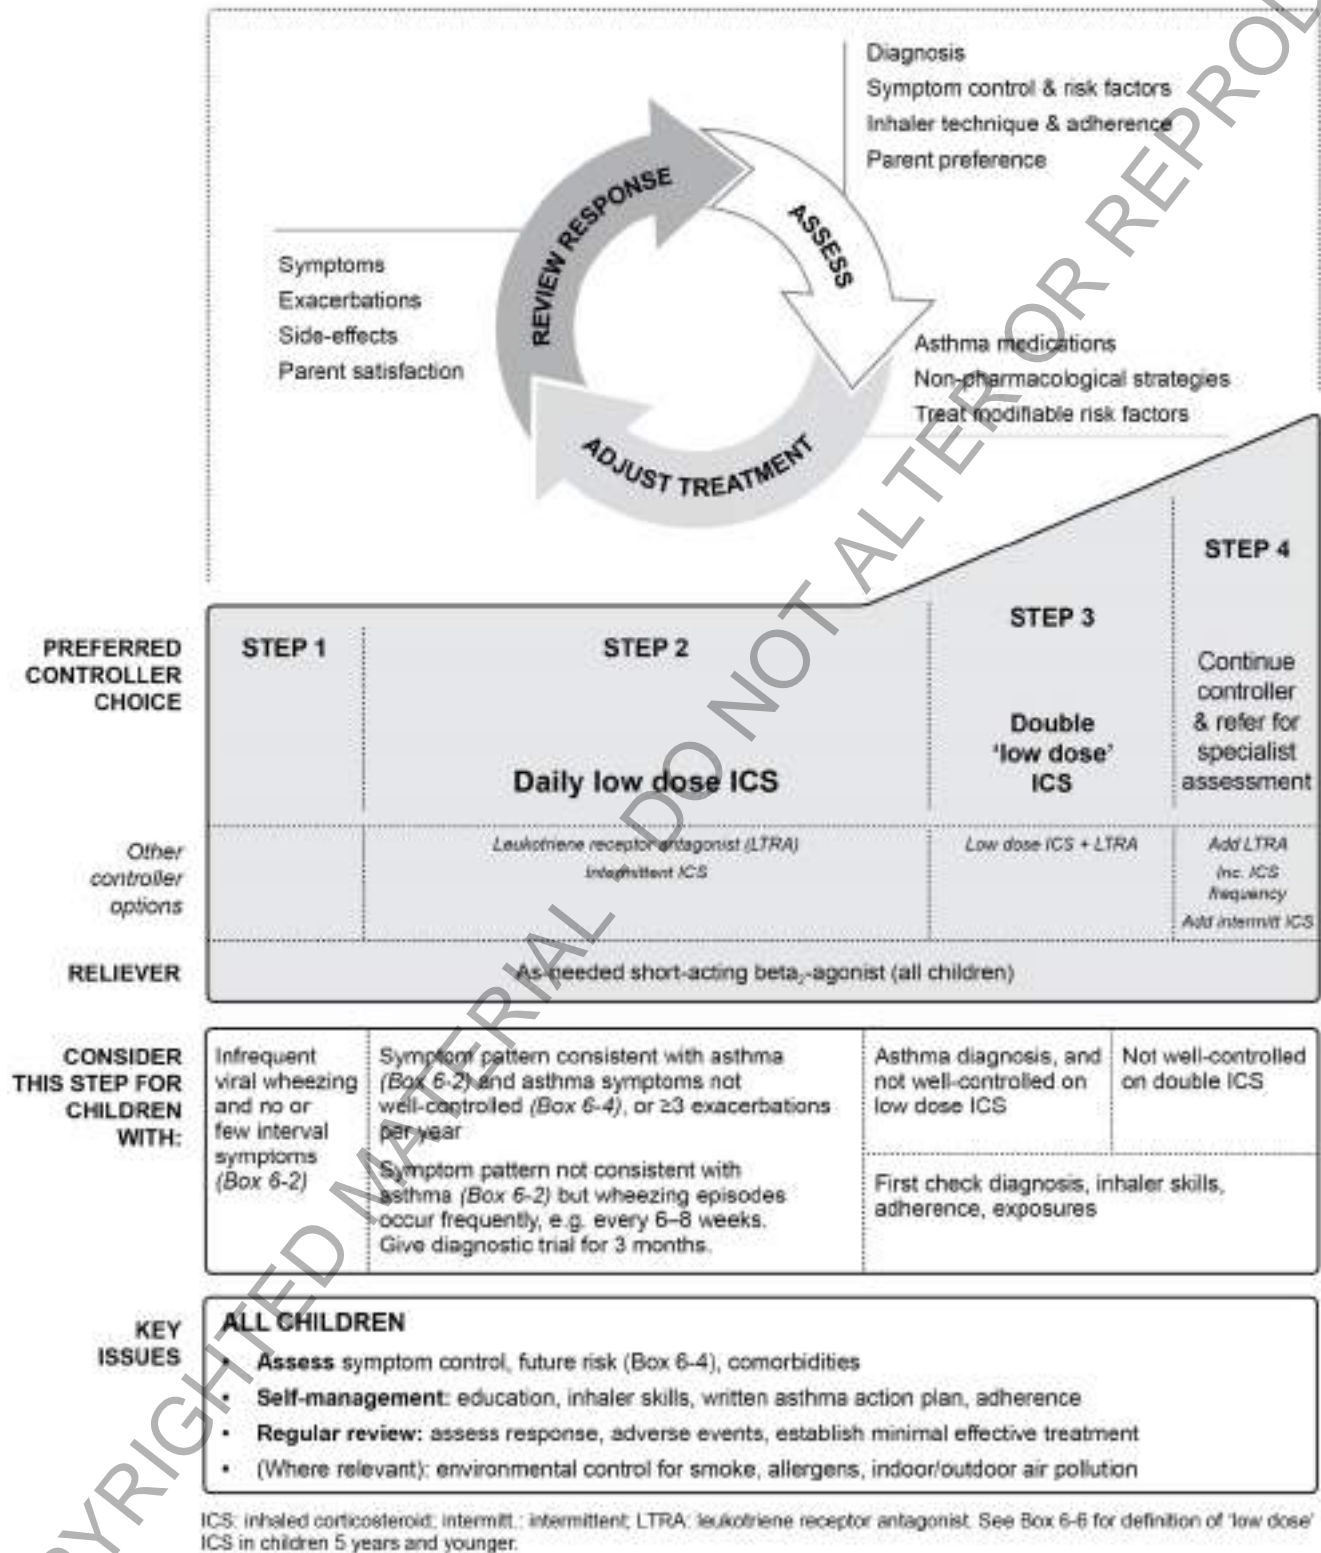 Diagnosis
Symptom control & risk factors
Inhaler technique & adherence
Parent preference
REVIEW RESPONSE
ASSESS
ADJUST TREATMENT
Symptoms
Exacerbations
Side-effects
Parent satisfaction
Asthma medications
Non-pharmacological strategies
Treat modifiable risk factors
PREFERRED
CONTROLLER
CHOICE
STEP 1
STEP 2
Daily low dose ICS
STEP 3
Double
‘low dose’
ICS
STEP 4
Continue
controller
& refer for
specialist
assessment
Other
controller
options
Leukotriene receptor antagonist (LTRA)
Intermittent ICS
Low dose ICS + LTRA
Add LTRA
Inc. ICS
frequency
Add intermitt ICS
RELIEVER
As-needed short-acting beta₂-agonist (all children)
CONSIDER
THIS STEP FOR
CHILDREN
WITH:
Infrequent
viral wheezing
and no or
few interval
symptoms
(Box 6-2)
Symptom pattern consistent with asthma
(Box 6-2) and asthma symptoms not
well-controlled (Box 6-4), or ≥3 exacerbations
per year
Symptom pattern not consistent with
asthma (Box 6-2) but wheezing episodes
occur frequently, e.g. every 6–8 weeks.
Give diagnostic trial for 3 months.
Asthma diagnosis, and
not well-controlled on
low dose ICS
Not well-controlled
on double ICS
First check diagnosis, inhaler skills,
adherence, exposures
KEY
ISSUES
ALL CHILDREN
• Assess symptom control, future risk (Box 6-4), comorbidities
• Self-management: education, inhaler skills, written asthma action plan, adherence
• Regular review: assess response, adverse events, establish minimal effective treatment
• (Where relevant): environmental control for smoke, allergens, indoor/outdoor air pollution
ICS: inhaled corticosteroid; intermitt.: intermittent; LTRA: leukotriene receptor antagonist. See Box 6-6 for definition of ‘low dose’
ICS in children 5 years and younger.
PYRIGHTED MATERIAL - DO NOT ALTER OR REPROD